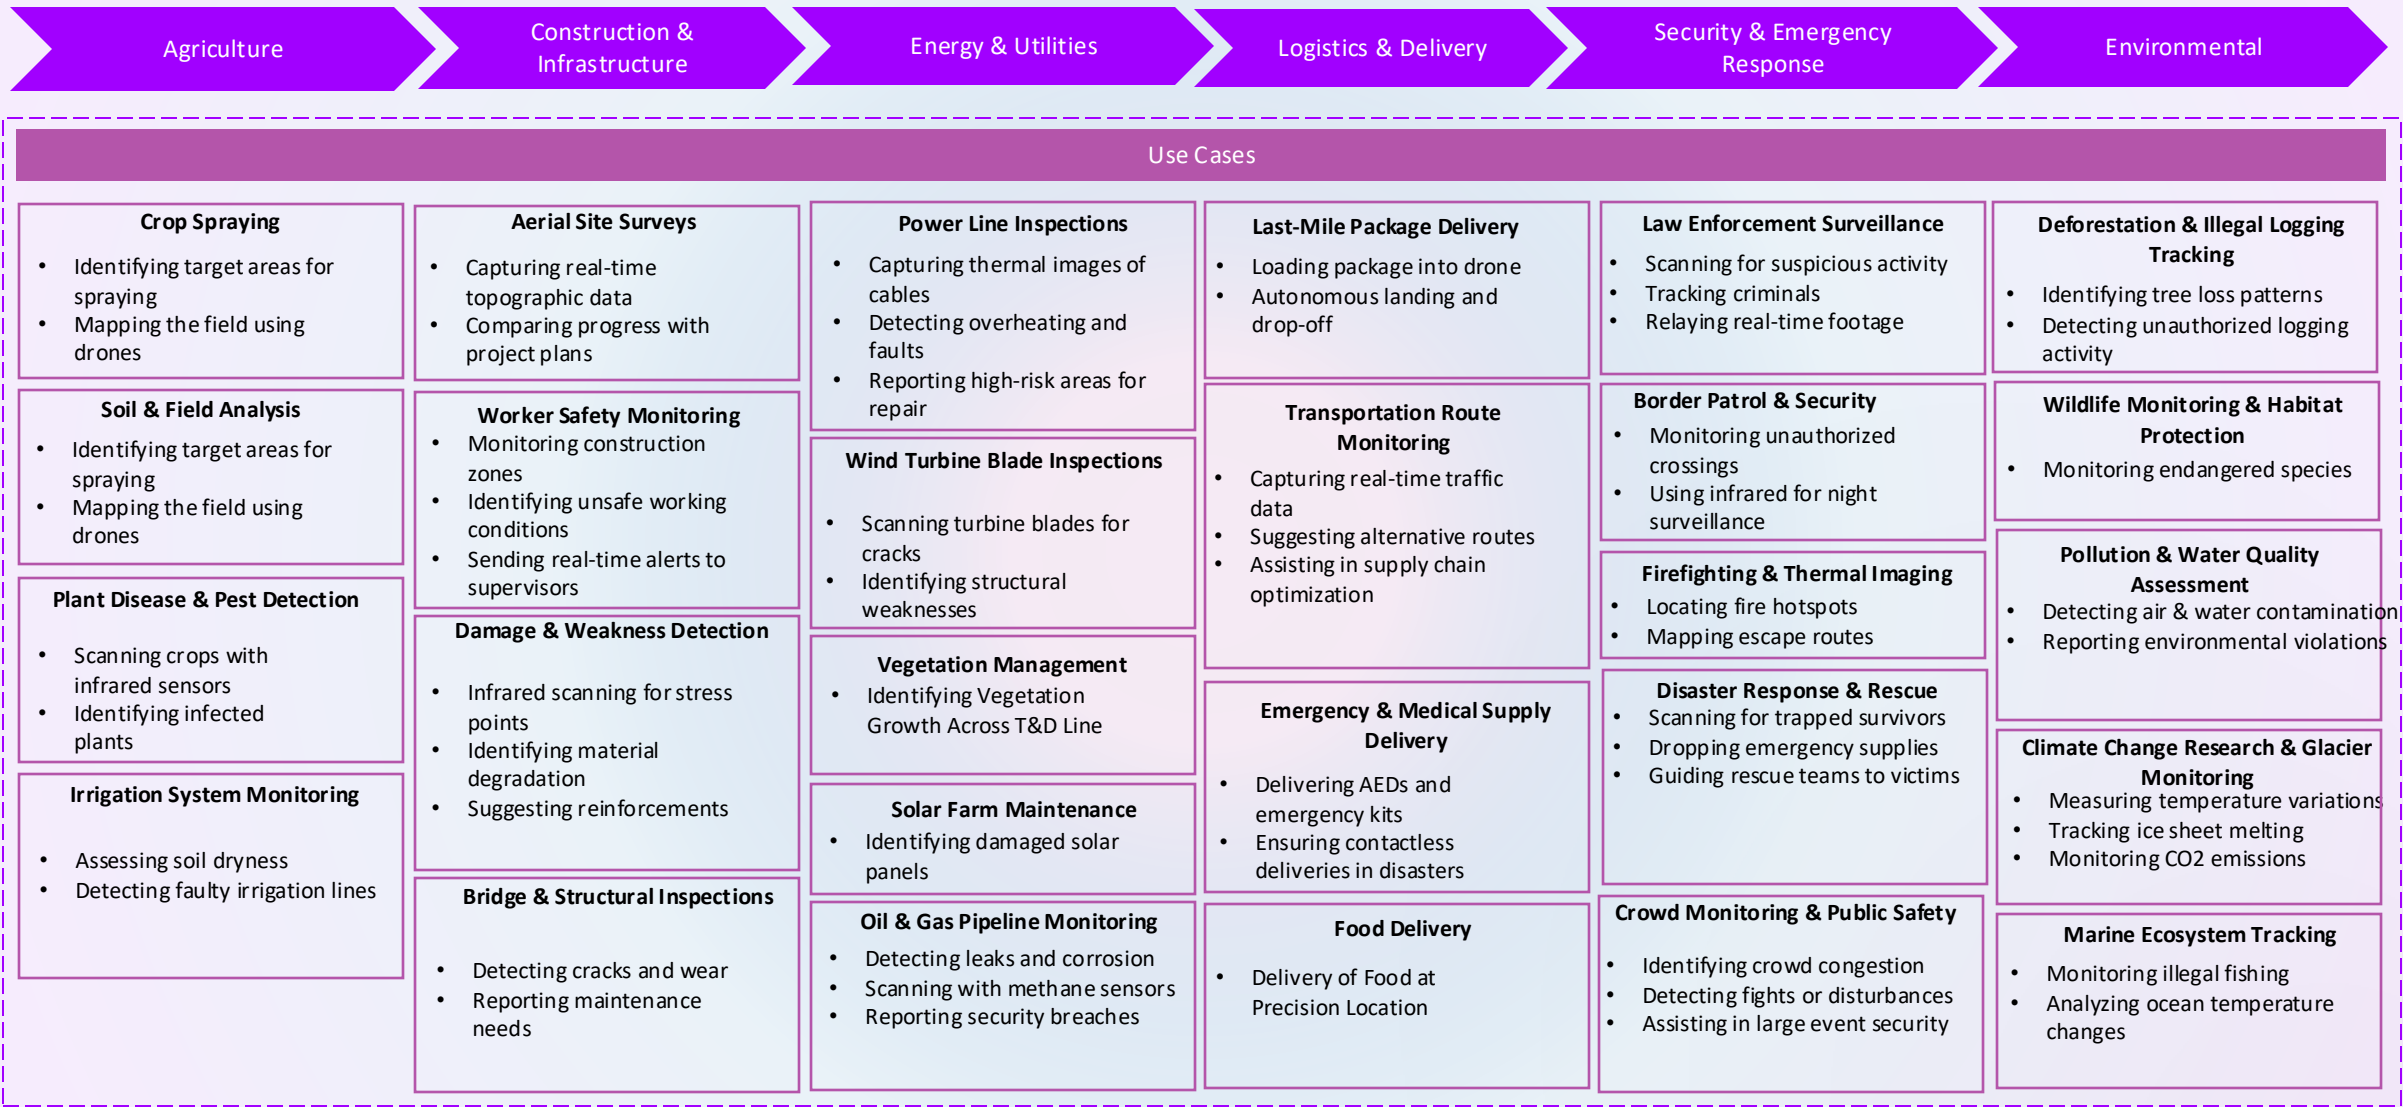 Agriculture
Construction &
Infrastructure
Energy & Utilities
Logistics & Delivery
Security & Emergency
Response
Environmental
Use Cases
Crop Spraying
• Identifying target areas for
spraying
• Mapping the field using
drones
Soil & Field Analysis
• Identifying target areas for
spraying
• Mapping the field using
drones
Plant Disease & Pest Detection
• Scanning crops with
infrared sensors
• Identifying infected
plants
Irrigation System Monitoring
• Assessing soil dryness
• Detecting faulty irrigation lines
Aerial Site Surveys
• Capturing real-time
topographic data
• Comparing progress with
project plans
Worker Safety Monitoring
• Monitoring construction
zones
• Identifying unsafe working
conditions
• Sending real-time alerts to
supervisors
Damage & Weakness Detection
• Infrared scanning for stress
points
• Identifying material
degradation
• Suggesting reinforcements
Bridge & Structural Inspections
• Detecting cracks and wear
• Reporting maintenance
needs
Power Line Inspections
• Capturing thermal images of
cables
• Detecting overheating and
faults
• Reporting high-risk areas for
repair
Wind Turbine Blade Inspections
• Scanning turbine blades for
cracks
• Identifying structural
weaknesses
Vegetation Management
• Identifying Vegetation
Growth Across T&D Line
Solar Farm Maintenance
• Identifying damaged solar
panels
Oil & Gas Pipeline Monitoring
• Detecting leaks and corrosion
• Scanning with methane sensors
• Reporting security breaches
Last-Mile Package Delivery
• Loading package into drone
• Autonomous landing and
drop-off
Transportation Route
Monitoring
• Capturing real-time traffic
data
• Suggesting alternative routes
• Assisting in supply chain
optimization
Emergency & Medical Supply
Delivery
• Delivering AEDs and
emergency kits
• Ensuring contactless
deliveries in disasters
Food Delivery
• Delivery of Food at
Precision Location
Law Enforcement Surveillance
• Scanning for suspicious activity
• Tracking criminals
• Relaying real-time footage
Border Patrol & Security
• Monitoring unauthorized
crossings
• Using infrared for night
surveillance
Firefighting & Thermal Imaging
• Locating fire hotspots
• Mapping escape routes
Disaster Response & Rescue
• Scanning for trapped survivors
• Dropping emergency supplies
• Guiding rescue teams to victims
Crowd Monitoring & Public Safety
• Identifying crowd congestion
• Detecting fights or disturbances
• Assisting in large event security
Deforestation & Illegal Logging
Tracking
• Identifying tree loss patterns
• Detecting unauthorized logging
activity
Wildlife Monitoring & Habitat
Protection
• Monitoring endangered species
Pollution & Water Quality
Assessment
• Detecting air & water contamination
• Reporting environmental violations
Climate Change Research & Glacier
Monitoring
• Measuring temperature variations
• Tracking ice sheet melting
• Monitoring CO2 emissions
Marine Ecosystem Tracking
• Monitoring illegal fishing
• Analyzing ocean temperature
changes